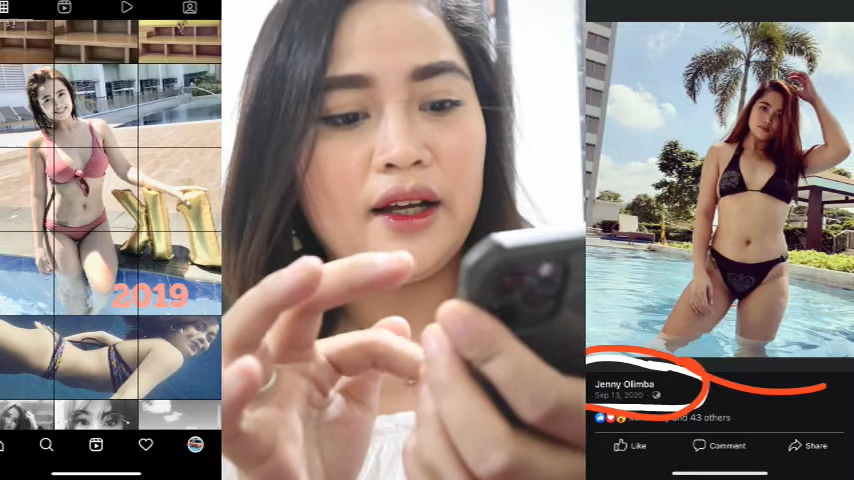 2019
Jenny Olimba
Sep 13, 2020
and 43 others
Like
Comment
Share